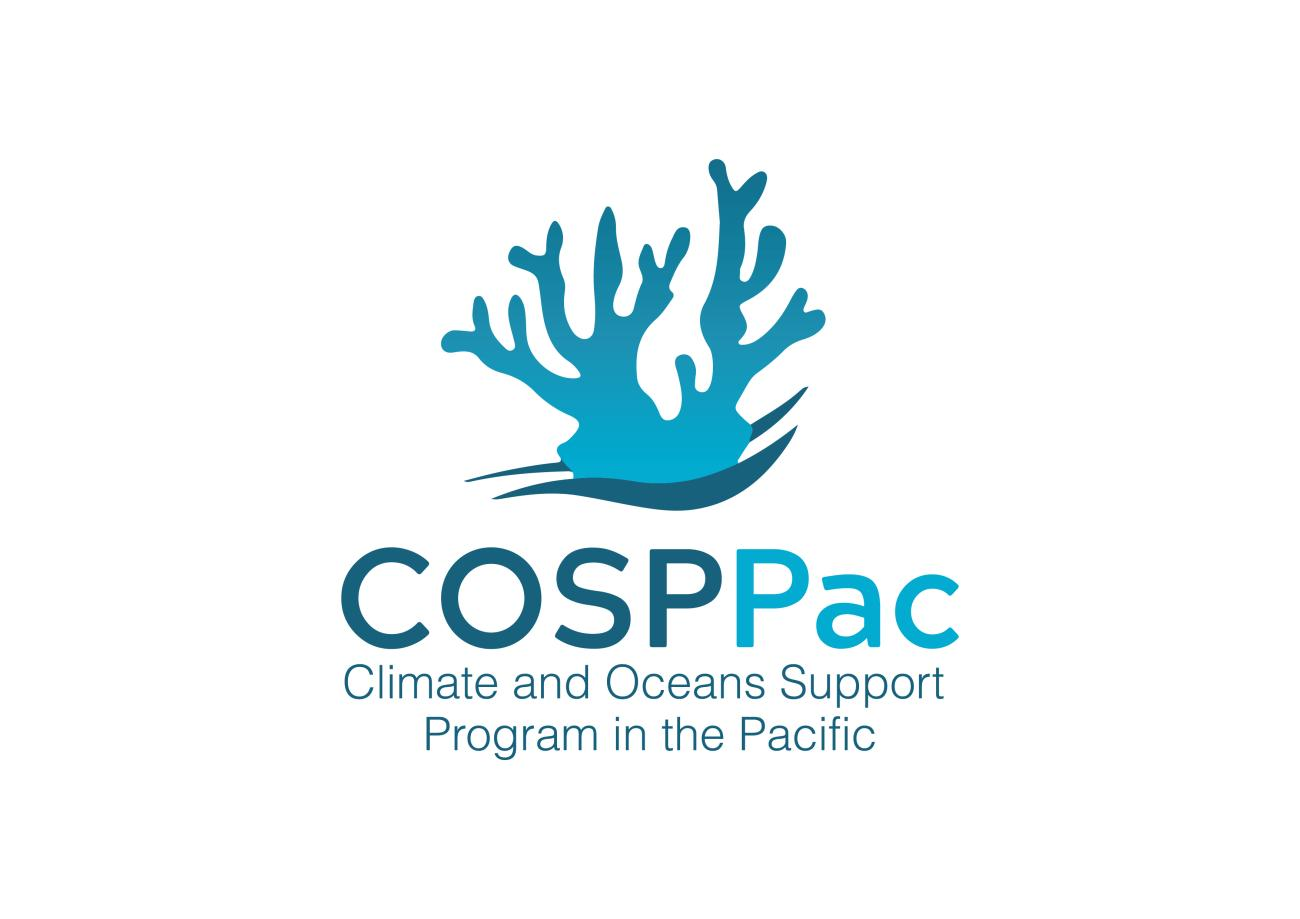 COSPPac
Climate and Oceans Support
Program in the Pacific